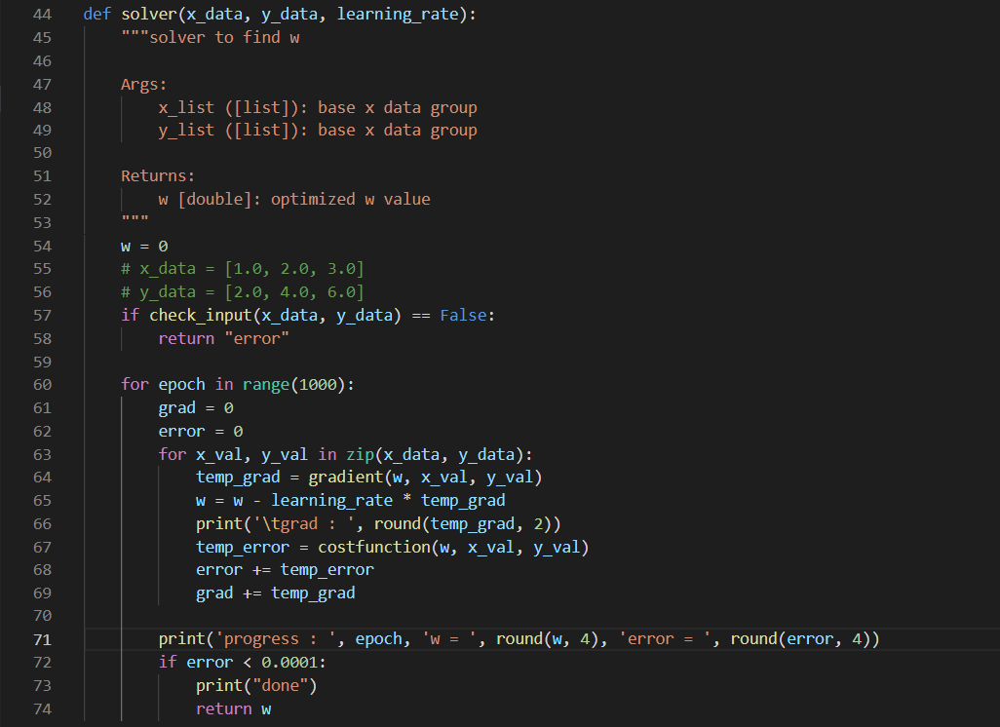 44 def solver(x_data, y_data, learning_rate):
45     """solver to find w
46
47     Args:
48         x_list ([list]): base x data group
49         y_list ([list]): base x data group
50
51     Returns:
52         w [double]: optimized w value
53     """
54     w = 0
55     # x_data = [1.0, 2.0, 3.0]
56     # y_data = [2.0, 4.0, 6.0]
57     if check_input(x_data, y_data) == False:
58         return "error"
59
60     for epoch in range(1000):
61         grad = 0
62         error = 0
63         for x_val, y_val in zip(x_data, y_data):
64             temp_grad = gradient(w, x_val, y_val)
65             w = w - learning_rate * temp_grad
66             print('\tgrad : ', round(temp_grad, 2))
67             temp_error = costfunction(w, x_val, y_val)
68             error += temp_error
69             grad += temp_grad
70
71         print('progress : ', epoch, 'w = ', round(w, 4), 'error = ', round(error, 4))
72         if error < 0.0001:
73             print("done")
74             return w